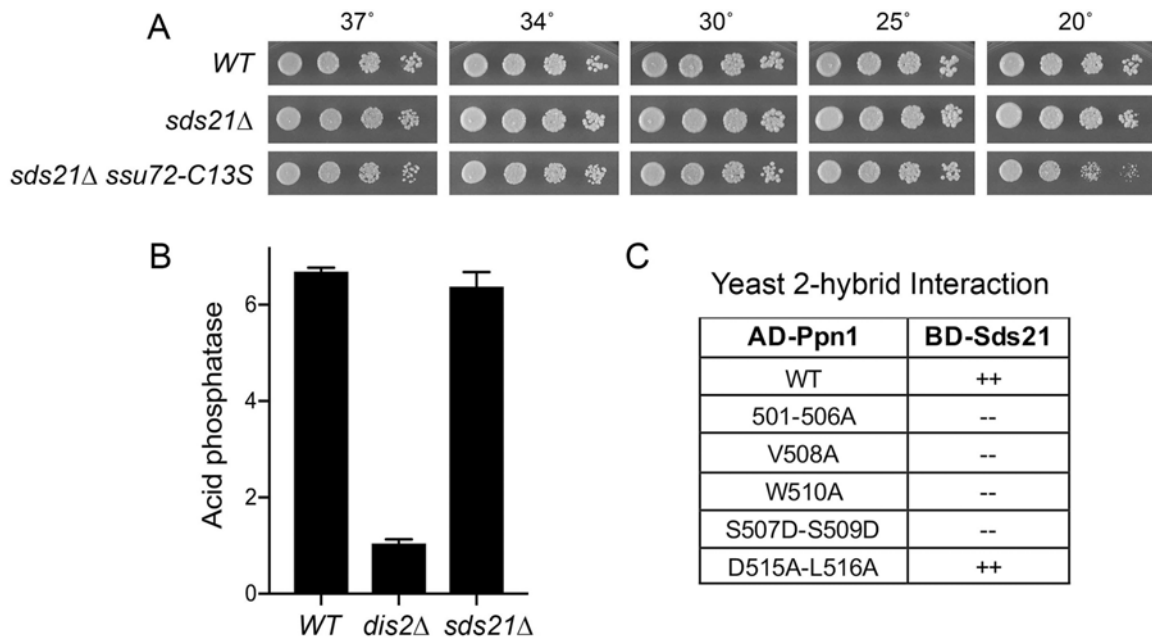 A
37° 34° 30° 25° 20°
WT
sds21Δ
sds21Δ ssu72-C13S
B
Acid phosphatase
6
4
2
0
WT dis2Δ sds21Δ
C
Yeast 2-hybrid Interaction
AD-Ppn1 BD-Sds21
WT ++
501-506A --
V508A --
W510A --
S507D-S509D --
D515A-L516A ++